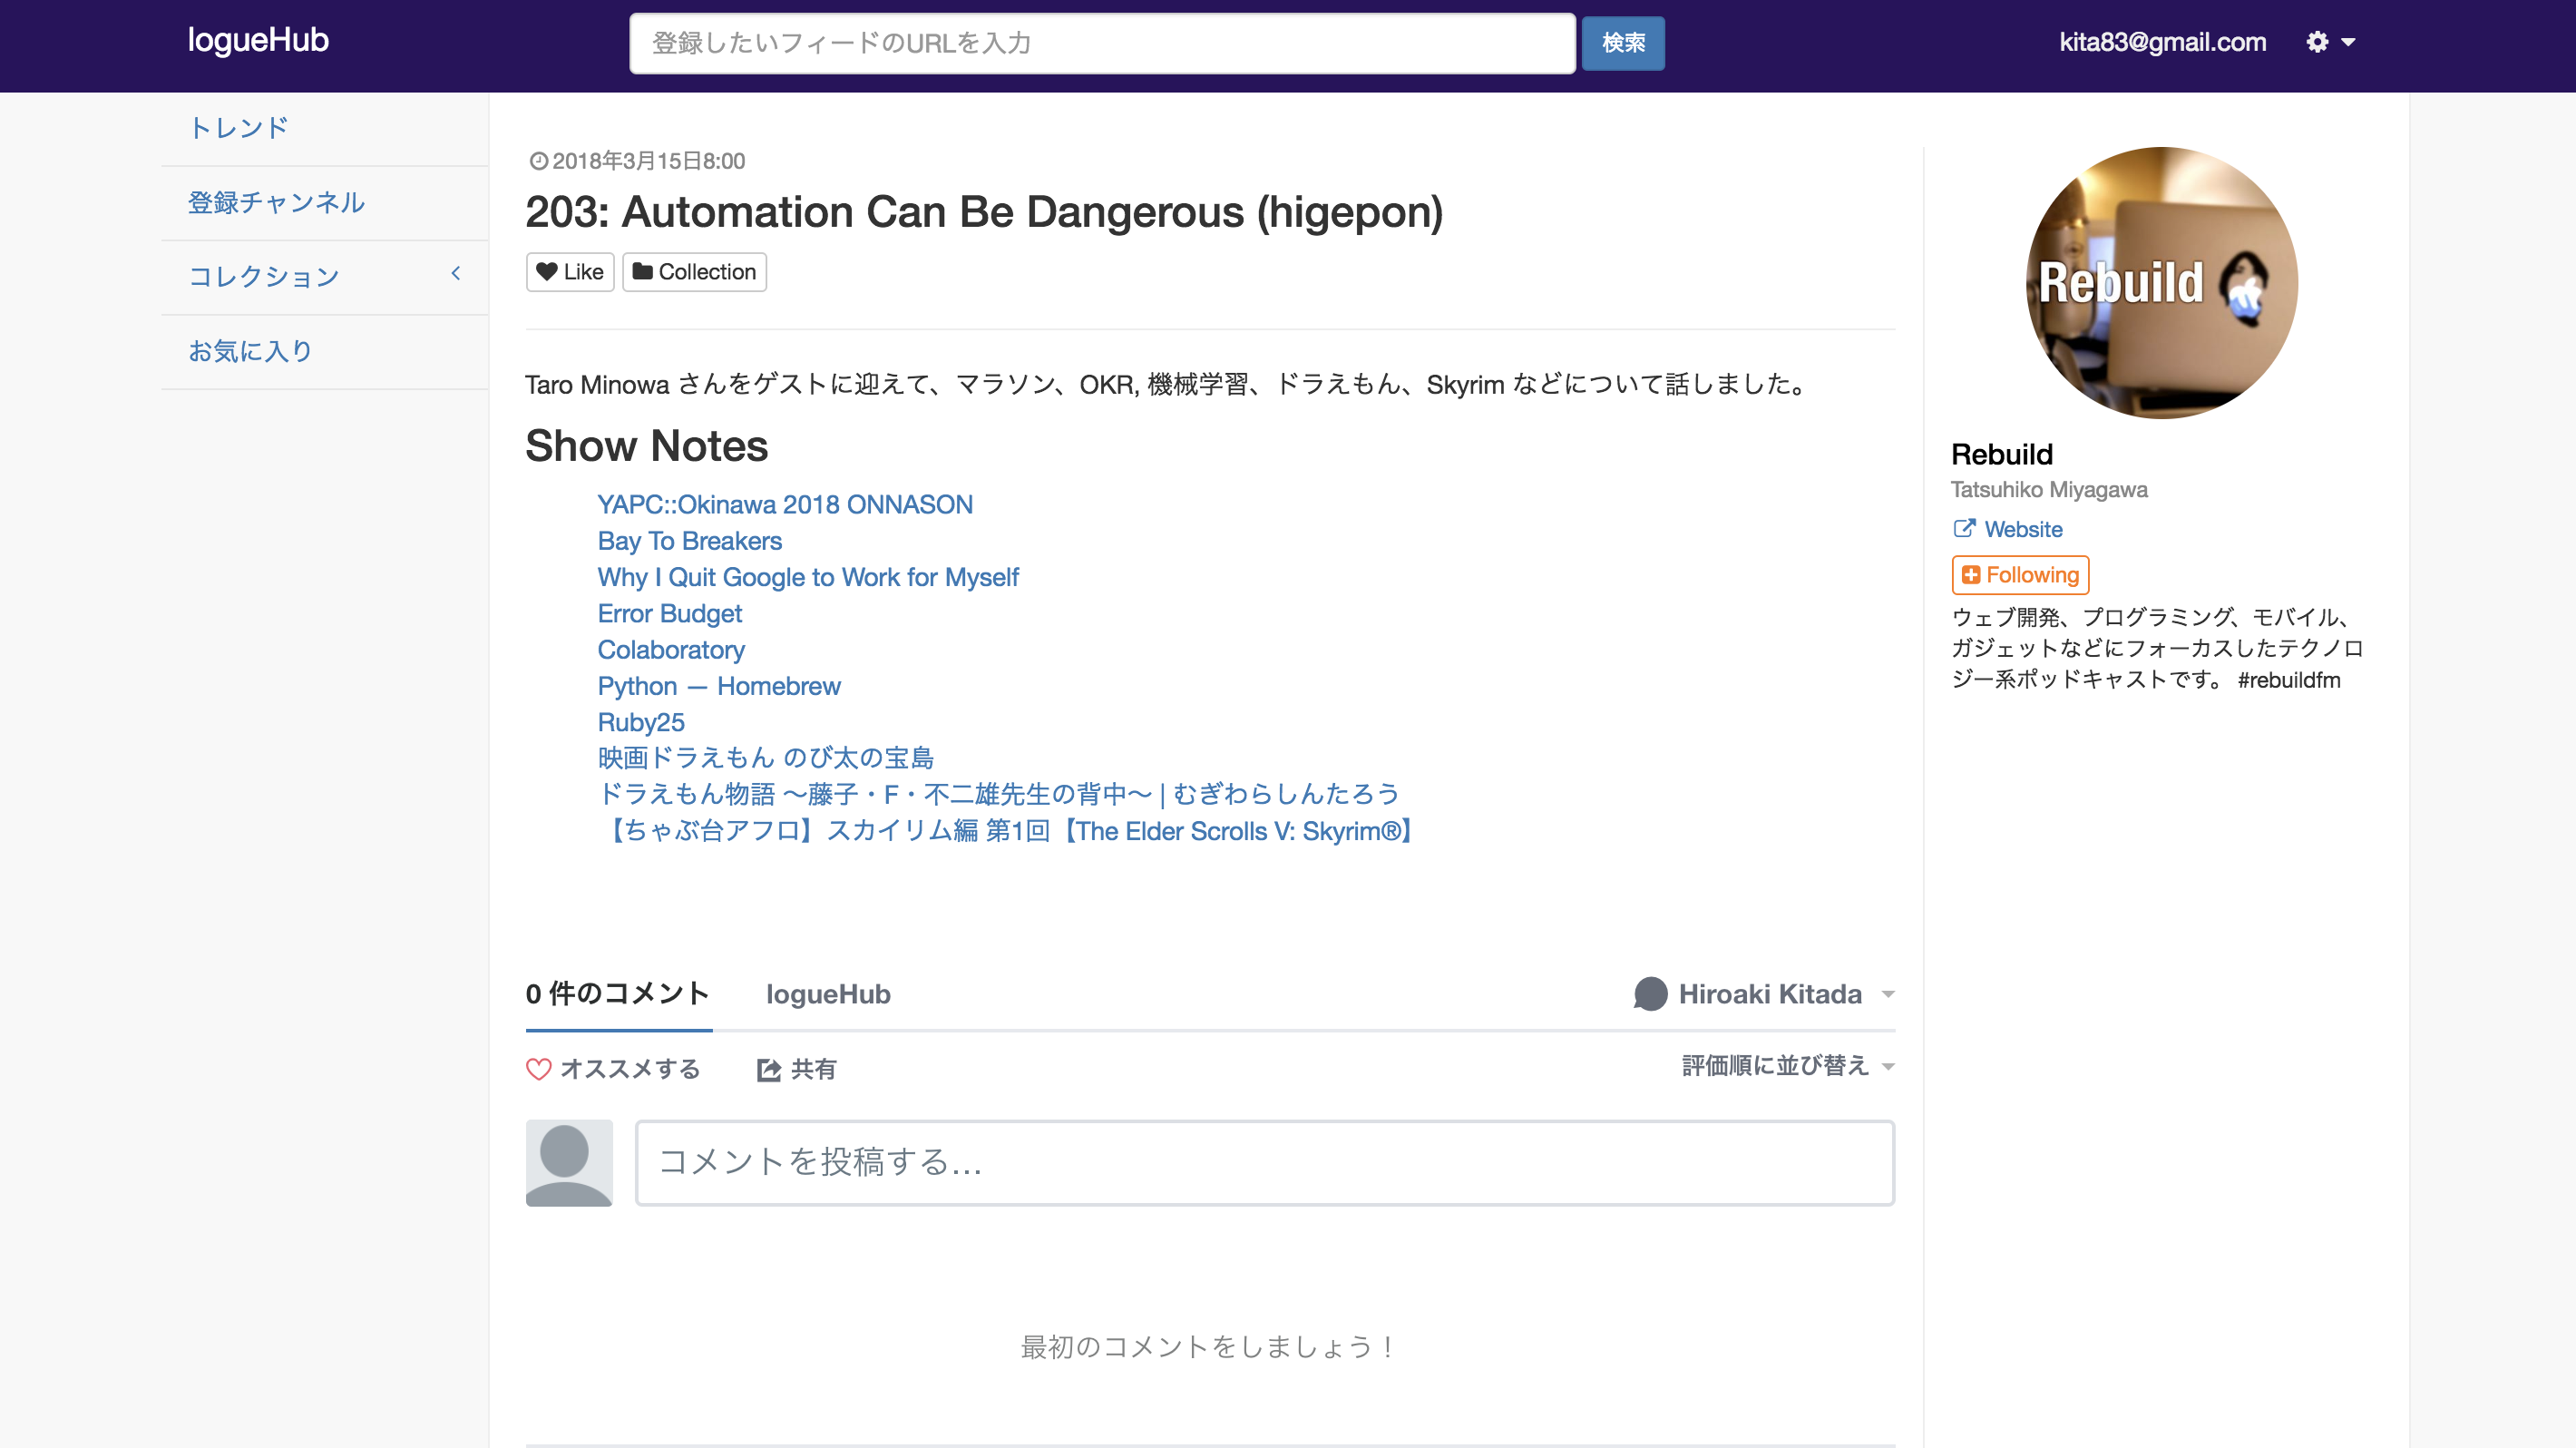 logueHub
登録したいフィードのURLを入力
検索
kita83@gmail.com
トレンド
登録チャンネル
コレクション
お気に入り
2018年3月15日8:00
203: Automation Can Be Dangerous (higepon)
Like
Collection
Taro Minowa さんをゲストに迎えて、マラソン、OKR, 機械学習、ドラえもん、Skyrim などについて話しました。
Show Notes
YAPC::Okinawa 2018 ONNASON
Bay To Breakers
Why I Quit Google to Work for Myself
Error Budget
Colaboratory
Python — Homebrew
Ruby25
映画ドラえもん のび太の宝島
ドラえもん物語 〜藤子・F・不二雄先生の背中〜 | むぎわらしんたろう
【ちゃぶ台アフロ】スカイリム編 第1回【The Elder Scrolls V: Skyrim®】
0 件のコメント
logueHub
Hiroaki Kitada
オススメする
共有
評価順に並び替え
コメントを投稿する...
最初のコメントをしましょう！
Rebuild
Rebuild
Tatsuhiko Miyagawa
Website
Following
ウェブ開発、プログラミング、モバイル、
ガジェットなどにフォーカスしたテクノロ
ジー系ポッドキャストです。 #rebuildfm